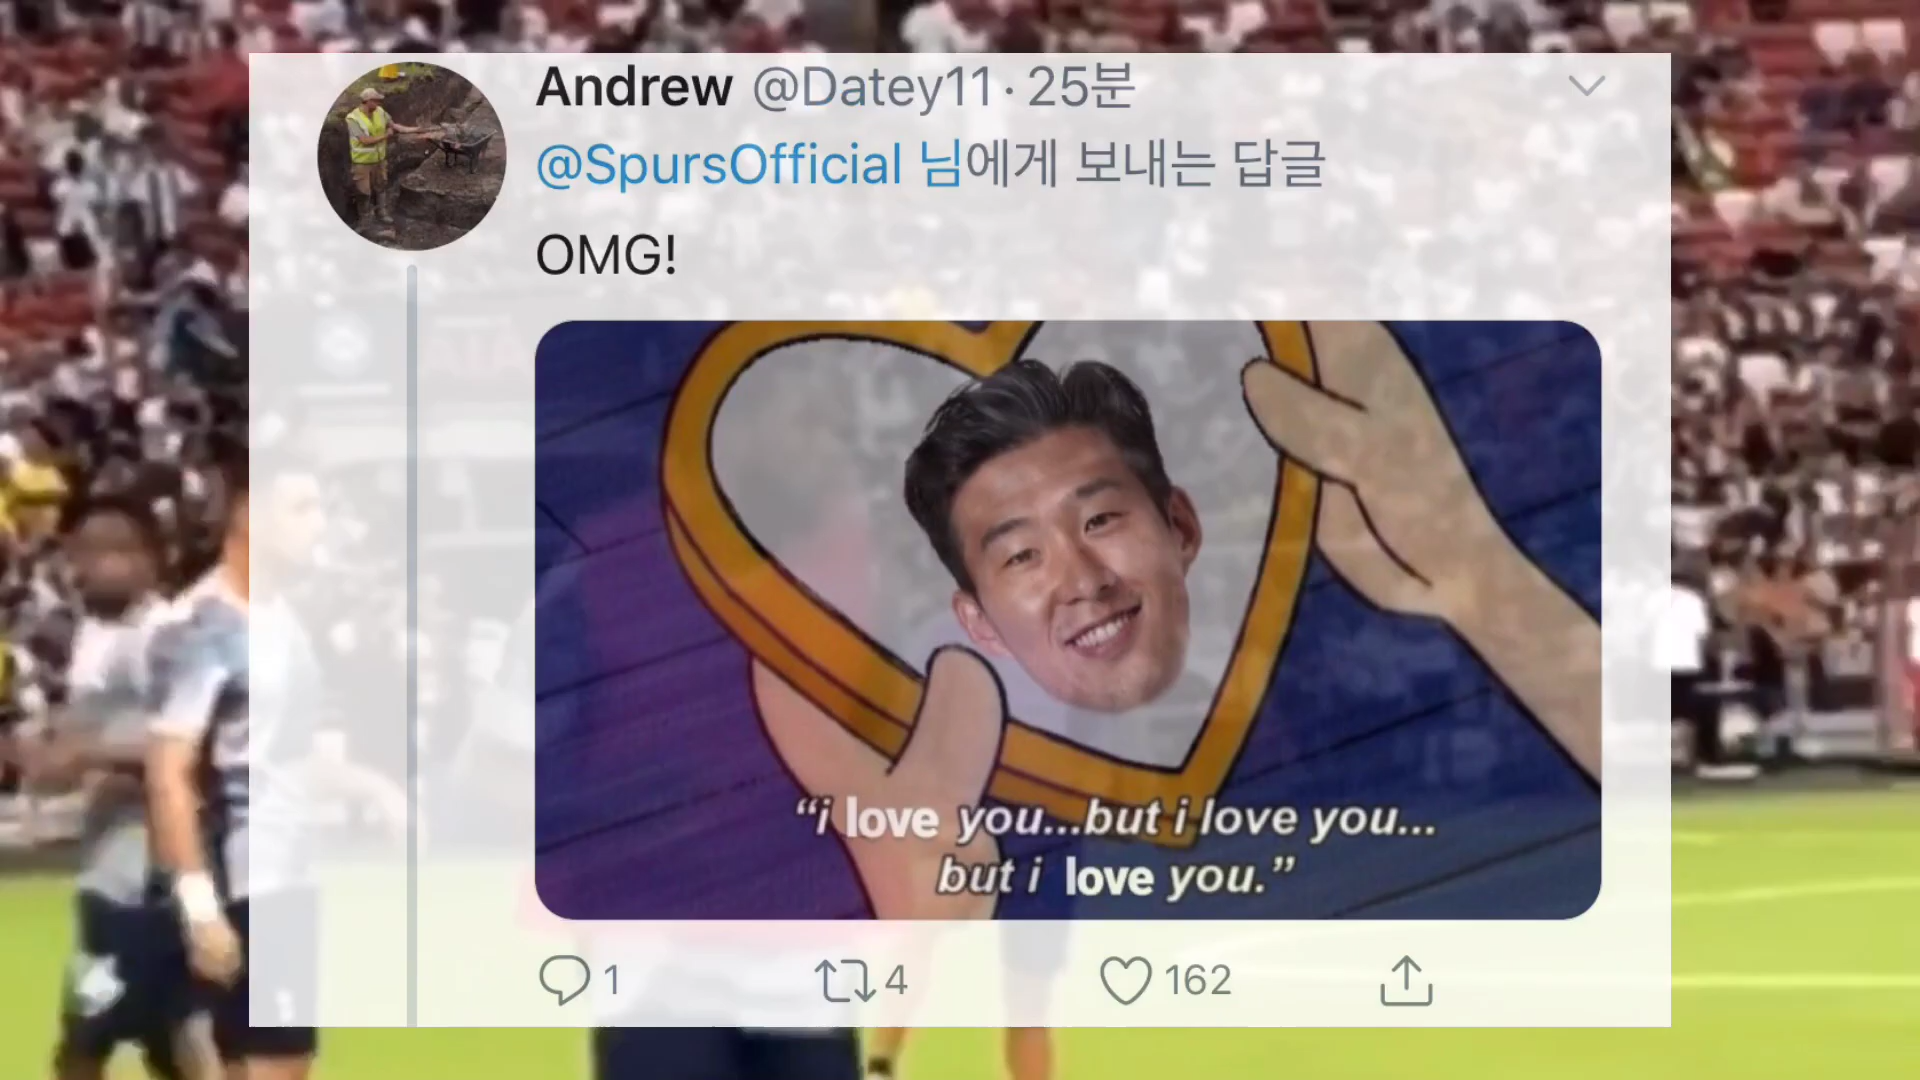 Andrew @Datey11 · 25분
@SpursOfficial 님에게 보내는 답글
OMG!
“i love you...but i love you...
but i love you.”
1 4 162